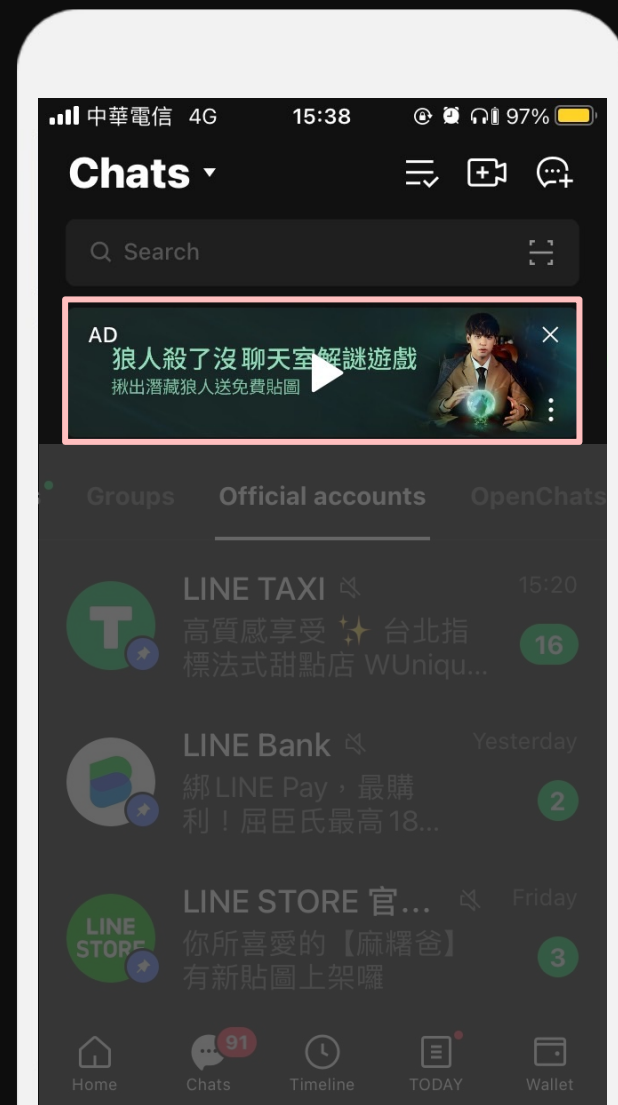 中華電信 4G 15:38 97%
Chats
Search
AD
狼人殺了沒聊天室解謎遊戲
揪出潛藏狼人送免費貼圖
s Groups Official accounts OpenChats
LINE TAXI 15:20
高質感享受 ✨ 台北指
標法式甜點店 WUniqu...
16
LINE Bank Yesterday
綁 LINE Pay,最購
利!屈臣氏最高18...
2
LINE STORE 官... Friday
LINE
STORE
你所喜愛的【麻糬爸】
有新貼圖上架囉
3
91
Home Chats Timeline TODAY Wallet